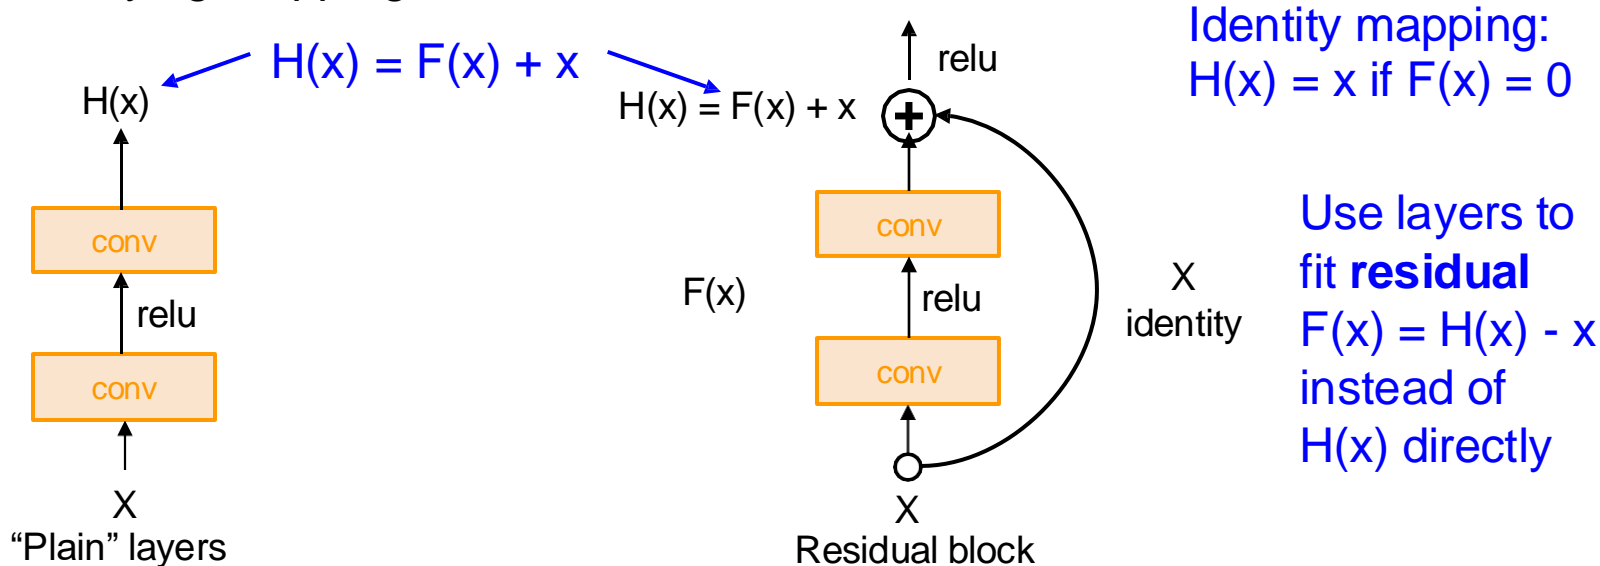 H(x) = F(x) + x
Identity mapping:
H(x) = x if F(x) = 0
relu
H(x)
H(x) = F(x) + x
conv
relu
conv
X
“Plain” layers
conv
F(x)
relu
conv
X
identity
X
Residual block
Use layers to
fit residual
F(x) = H(x) - x
instead of
H(x) directly